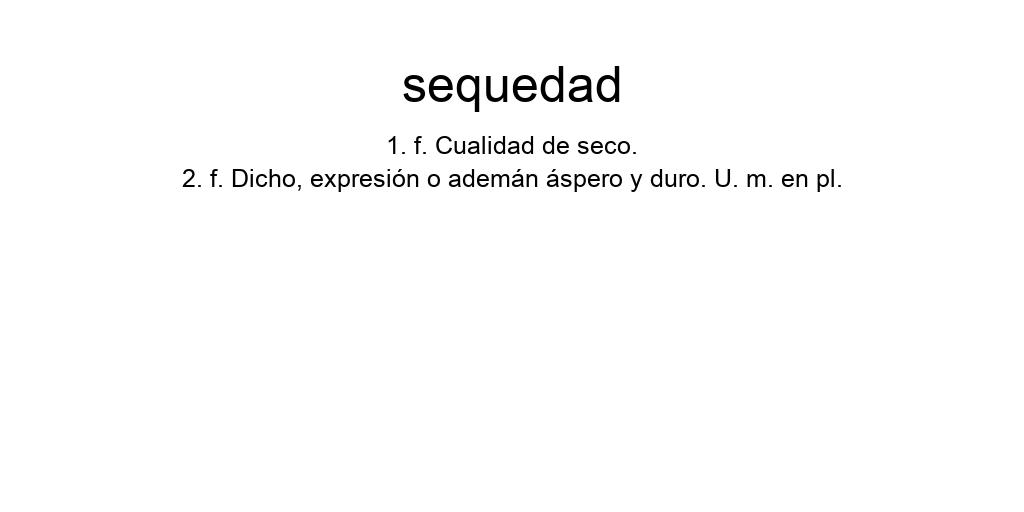 sequedad
1. f. Cualidad de seco.
2. f. Dicho, expresión o ademán áspero y duro. U. m. en pl.